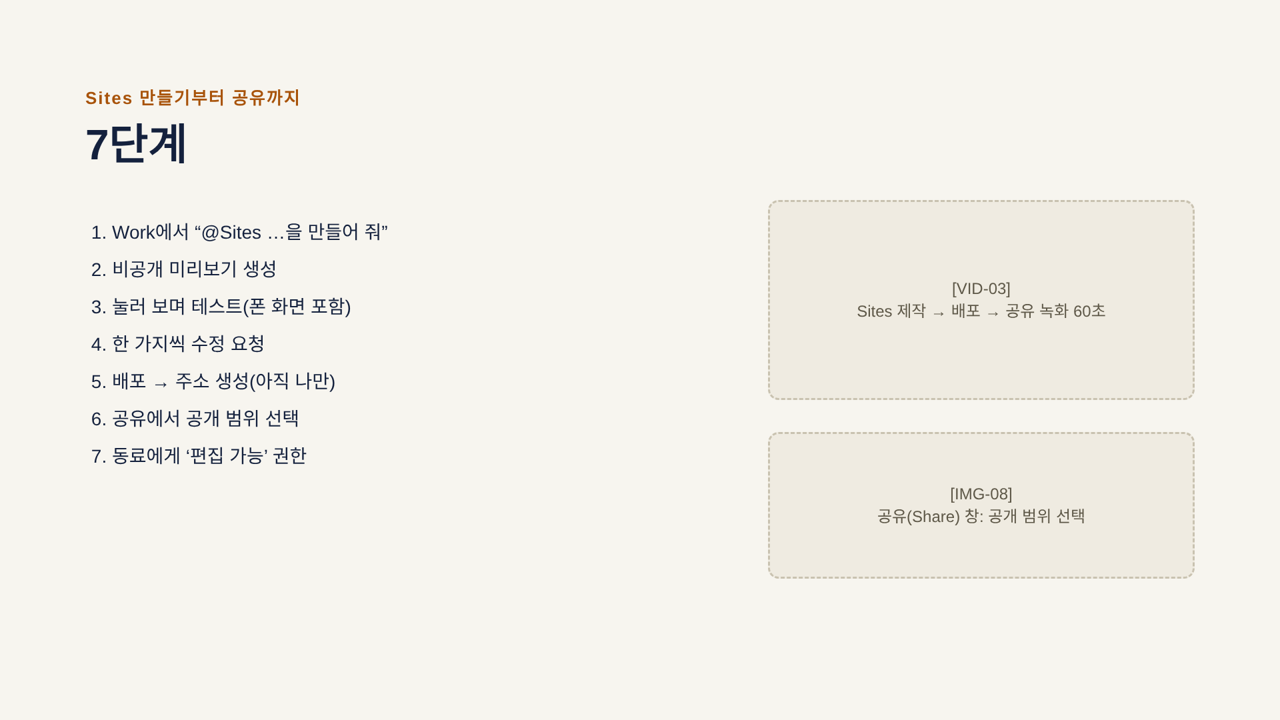 Sites 만들기부터 공유까지
7단계
1. Work에서 “@Sites …을 만들어 줘”
2. 비공개 미리보기 생성
3. 눌러 보며 테스트(폰 화면 포함)
4. 한 가지씩 수정 요청
5. 배포 → 주소 생성(아직 나만)
6. 공유에서 공개 범위 선택
7. 동료에게 ‘편집 가능’ 권한
[VID-03]
Sites 제작 → 배포 → 공유 녹화 60초
[IMG-08]
공유(Share) 창: 공개 범위 선택